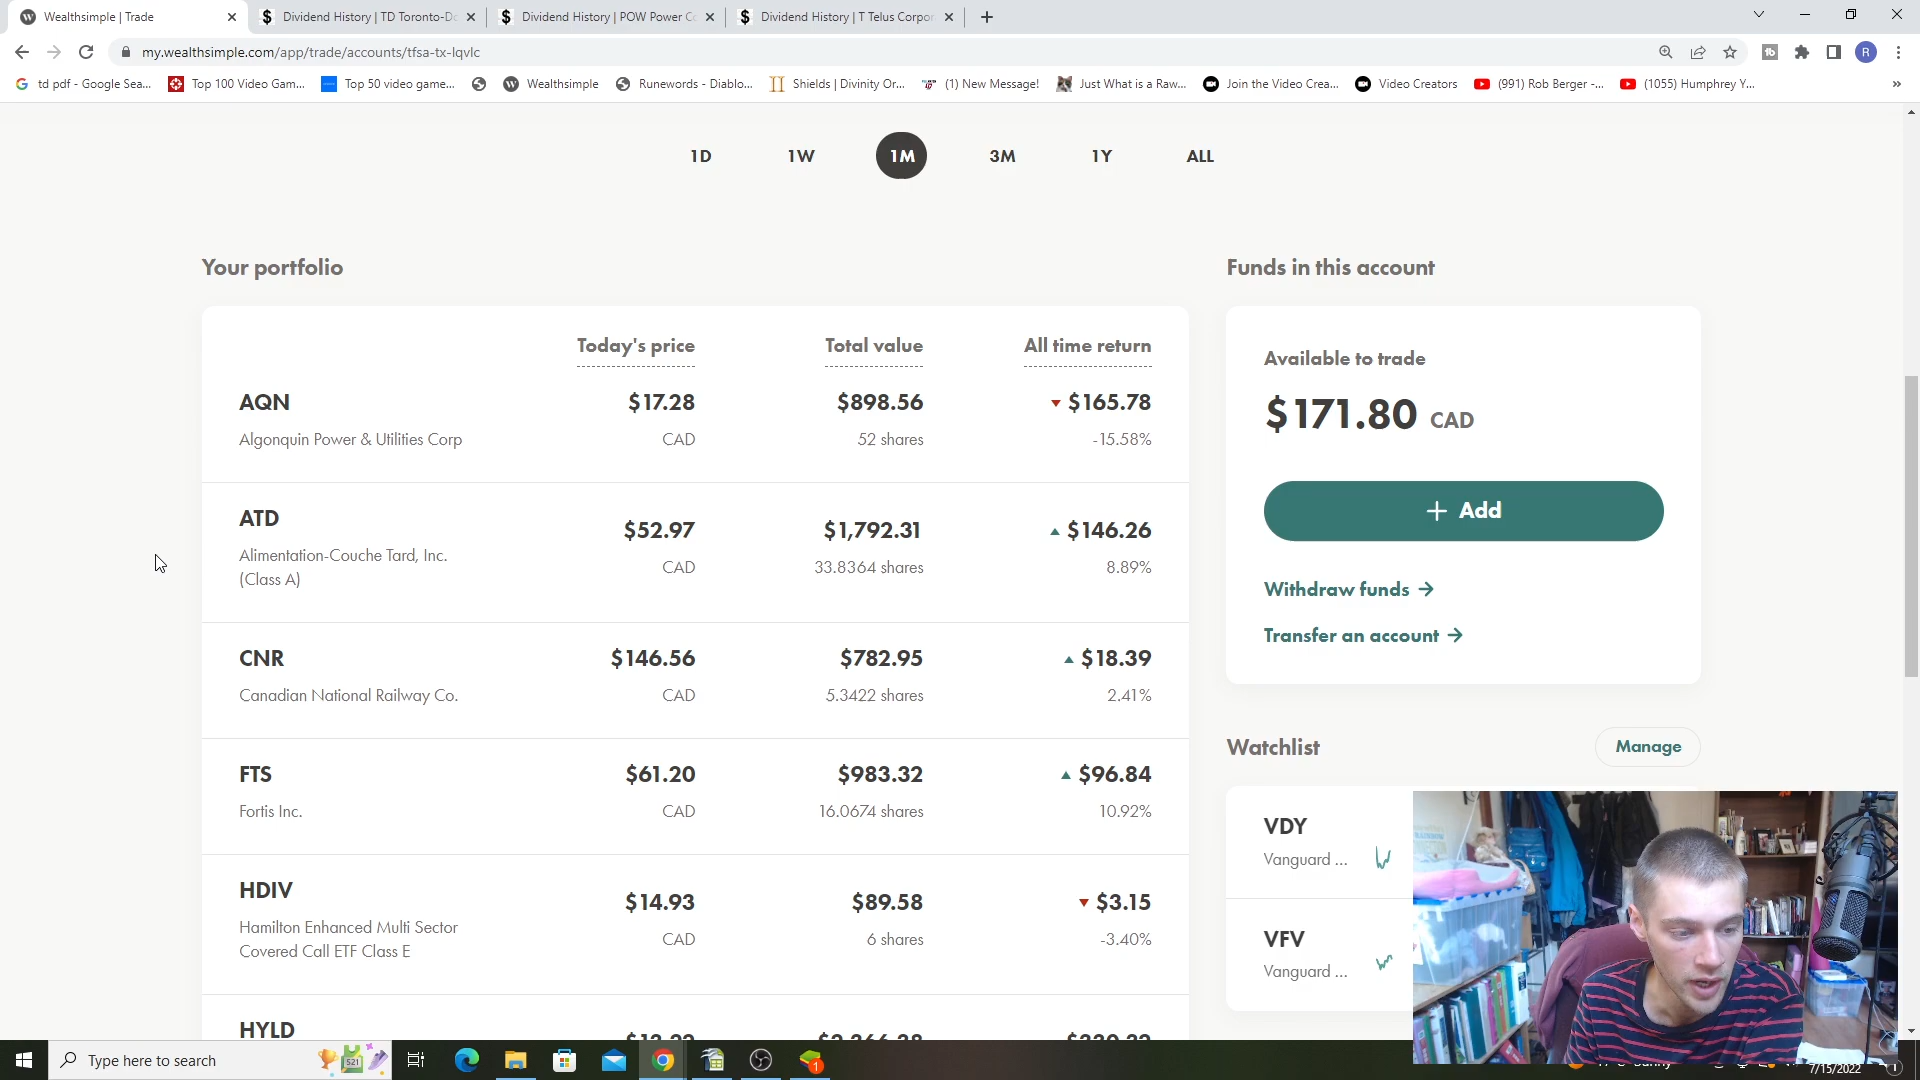 Wealthsimple | Trade
Dividend History | TD Toronto-Do
Dividend History | POW Power Co
Dividend History | T Telus Corpor
my.wealthsimple.com/app/trade/accounts/tfsa-tx-lqvlc
R
td pdf - Google Sea...
Top 100 Video Gam...
Top 50 video game...
Wealthsimple
Runewords - Diablo...
Shields | Divinity Or...
(1) New Message!
Just What is a Raw...
Join the Video Crea...
Video Creators
(991) Rob Berger -...
(1055) Humphrey Y...
1D 1W 1M 3M 1Y ALL
Your portfolio
Today's price Total value All time return
AQN $17.28 $898.56 $165.78
Algonquin Power & Utilities Corp CAD 52 shares -15.58%
ATD
$52.97 $1,792.31 $146.26
Alimentation-Couche Tard, Inc.
(Class A)
CAD 33.8364 shares 8.89%
CNR $146.56 $782.95 $18.39
Canadian National Railway Co. CAD 5.3422 shares 2.41%
FTS $61.20 $983.32 $96.84
Fortis Inc. CAD 16.0674 shares 10.92%
HDIV
$14.93 $89.58 $3.15
Hamilton Enhanced Multi Sector
Covered Call ETF Class E
CAD 6 shares -3.40%
HYLD
Funds in this account
Available to trade
$171.80 CAD
+ Add
Withdraw funds →
Transfer an account →
Watchlist
Manage
VDY
Vanguard ...
VFV
Vanguard ...
Type here to search
7/15/2022